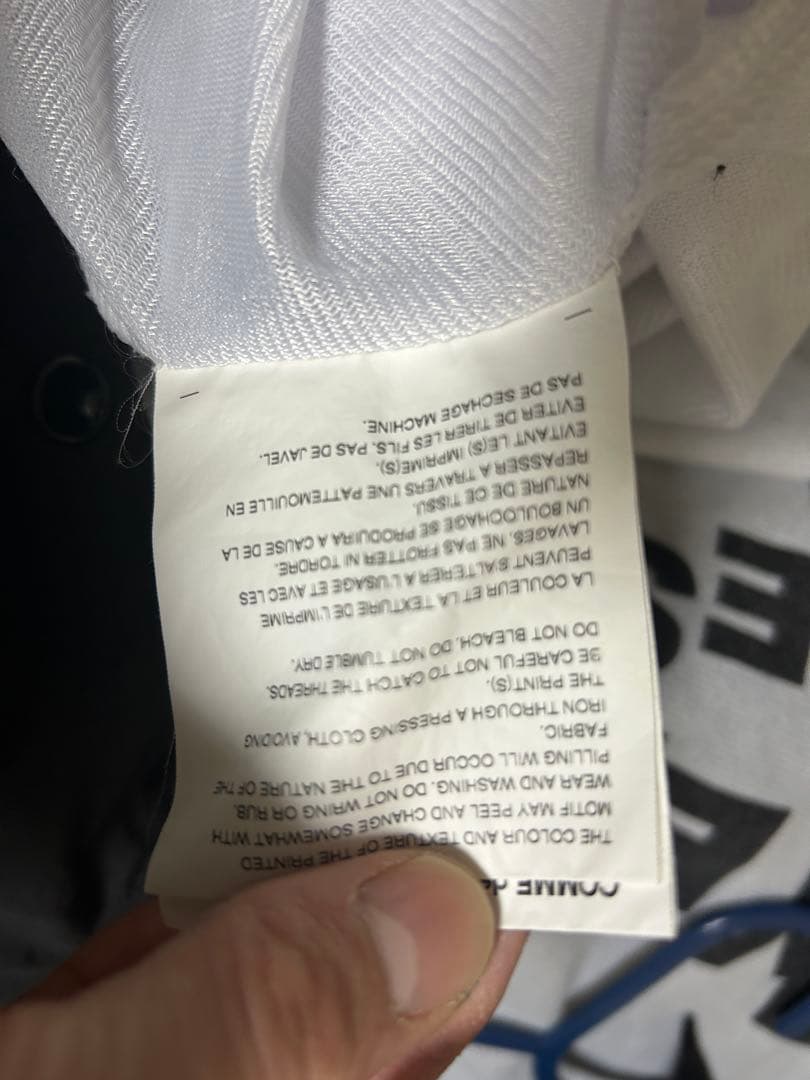 COMME de
THE COLOUR AND TEXTURE OF THE PRINTED
MOTIF MAY PEEL AND CHANGE SOMEWHAT WITH
WEAR AND WASHING. DO NOT WRING OR RUB.
PILLING WILL OCCUR DUE TO THE NATURE OF THE
FABRIC.
IRON THROUGH A PRESSING CLOTH, AVOIDING
THE PRINT(S).
BE CAREFUL NOT TO CATCH THE THREADS.
DO NOT BLEACH. DO NOT TUMBLE DRY.
LA COULEUR ET LA TEXTURE DE L'IMPRIME
PEUVENT S'ALTERER A L'USAGE ET AVEC LES
LAVAGES. NE PAS FROTTER NI TORDRE.
UN BOULOCHAGE SE PRODUIRA A CAUSE DE LA
NATURE DE CE TISSU.
REPASSER A TRAVERS UNE PATTEMOUILLE EN
EVITANT LE(S) IMPRIME(S).
EVITER DE TIRER LES FILS. PAS DE JAVEL.
PAS DE SECHAGE MACHINE.